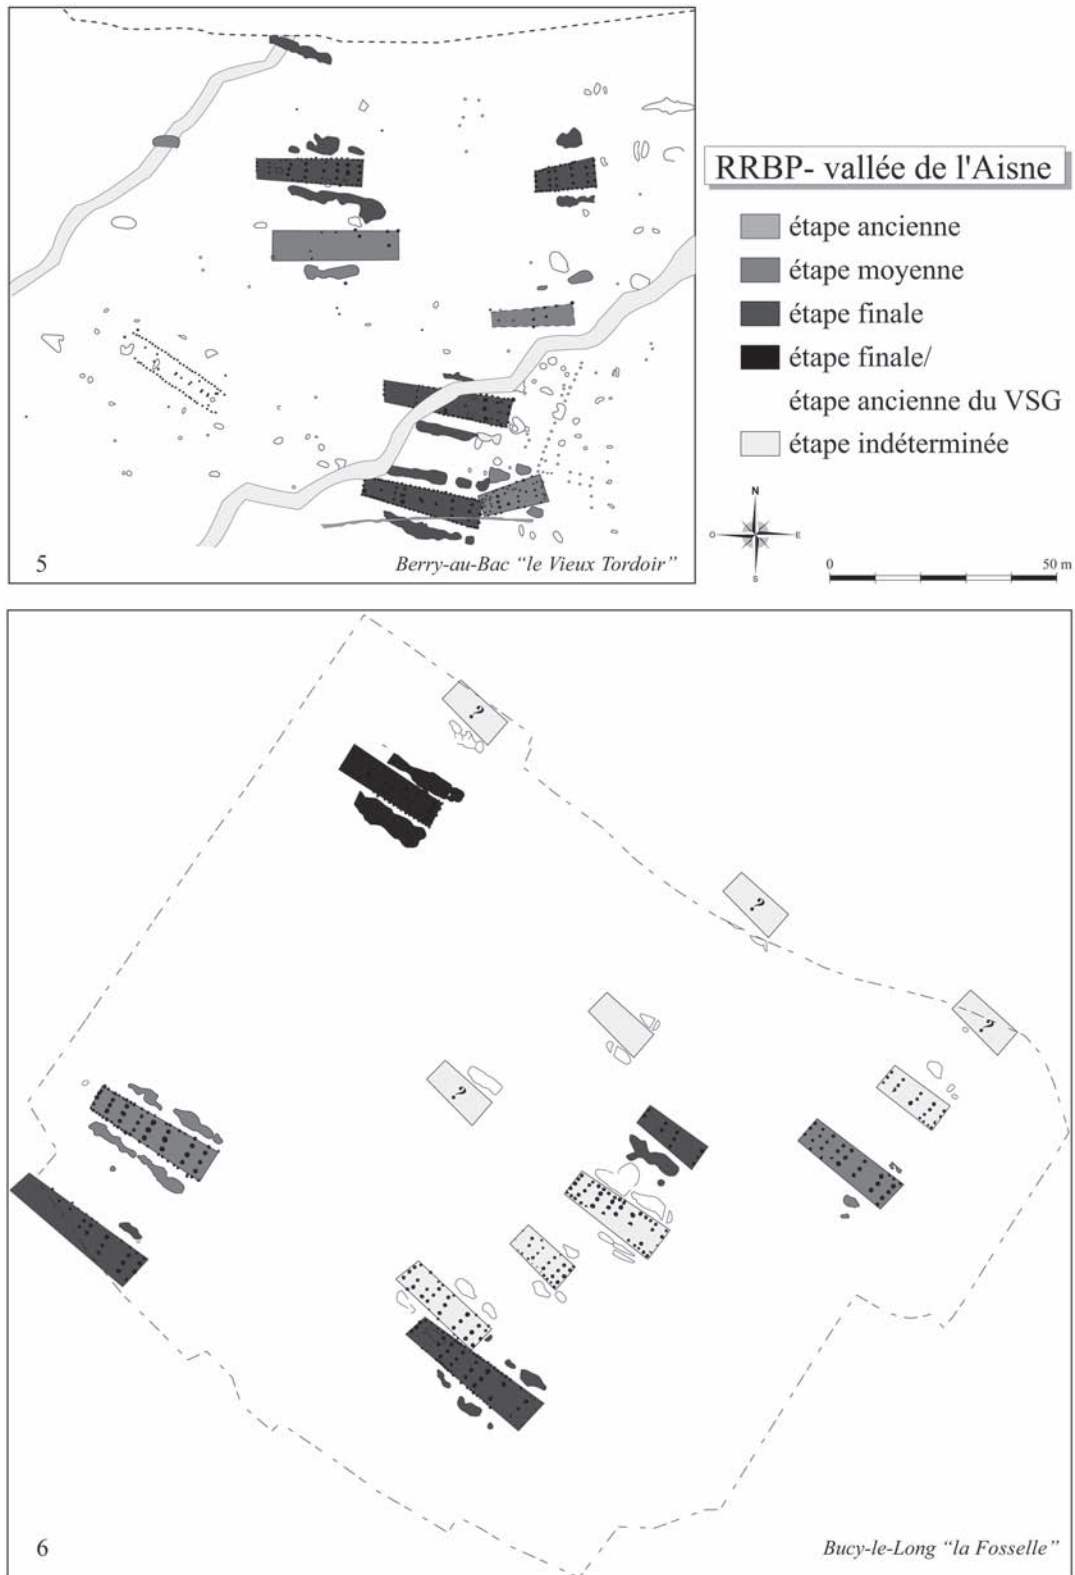 RRBP- vallée de l'Aisne
étape ancienne
étape moyenne
étape finale
étape finale/
étape ancienne du VSG
étape indéterminée
N
O
E
S
0
50 m
5
Berry-au-Bac “le Vieux Tordoir”
?
?
?
?
6
Bucy-le-Long “la Fosselle”